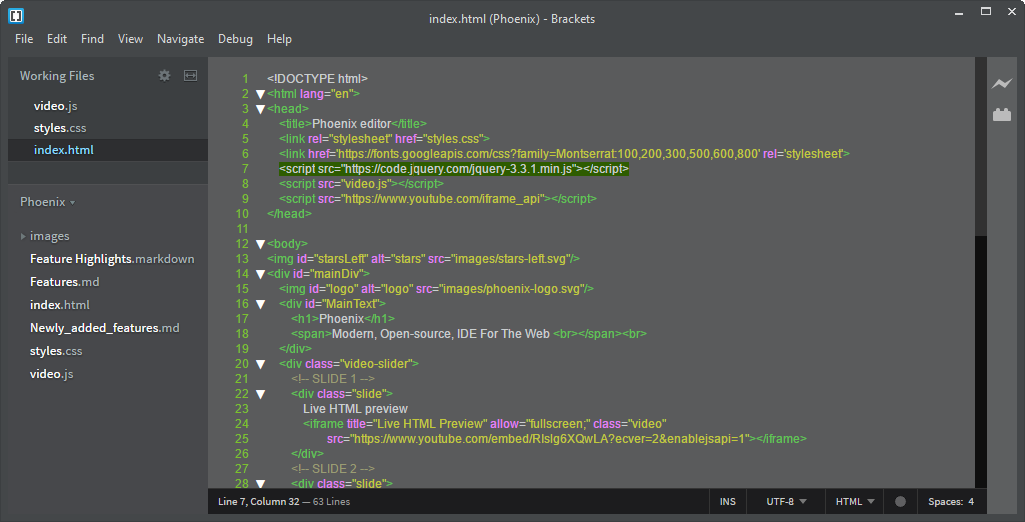 index.html (Phoenix) - Brackets
File Edit Find View Navigate Debug Help
Working Files
video.js
styles.css
index.html
Phoenix
images
Feature Highlights.markdown
Features.md
index.html
Newly_added_features.md
styles.css
video.js
1 <!DOCTYPE html>
2 <html lang="en">
3 <head>
4 <title>Phoenix editor</title>
5 <link rel="stylesheet" href="styles.css">
6 <link href='https://fonts.googleapis.com/css?family=Montserrat:100,200,300,500,600,800' rel='stylesheet'>
7 <script src="https://code.jquery.com/jquery-3.3.1.min.js"></script>
8 <script src="video.js"></script>
9 <script src="https://www.youtube.com/iframe_api"></script>
10 </head>
11
12 <body>
13 <img id="starsLeft" alt="stars" src="images/stars-left.svg"/>
14 <div id="mainDiv">
15 <img id="logo" alt="logo" src="images/phoenix-logo.svg"/>
16 <div id="MainText">
17 <h1>Phoenix</h1>
18 <span>Modern, Open-source, IDE For The Web <br></span><br>
19 </div>
20 <div class="video-slider">
21 <!-- SLIDE 1 -->
22 <div class="slide">
23 Live HTML preview
24 <iframe title="Live HTML Preview" allow="fullscreen;" class="video"
25 src="https://www.youtube.com/embed/RIslg6XQwLA?ecver=2&enablejsapi=1"></iframe>
26 </div>
27 <!-- SLIDE 2 -->
28 <div class="slide">
Line 7, Column 32 — 63 Lines
INS UTF-8 HTML Spaces: 4